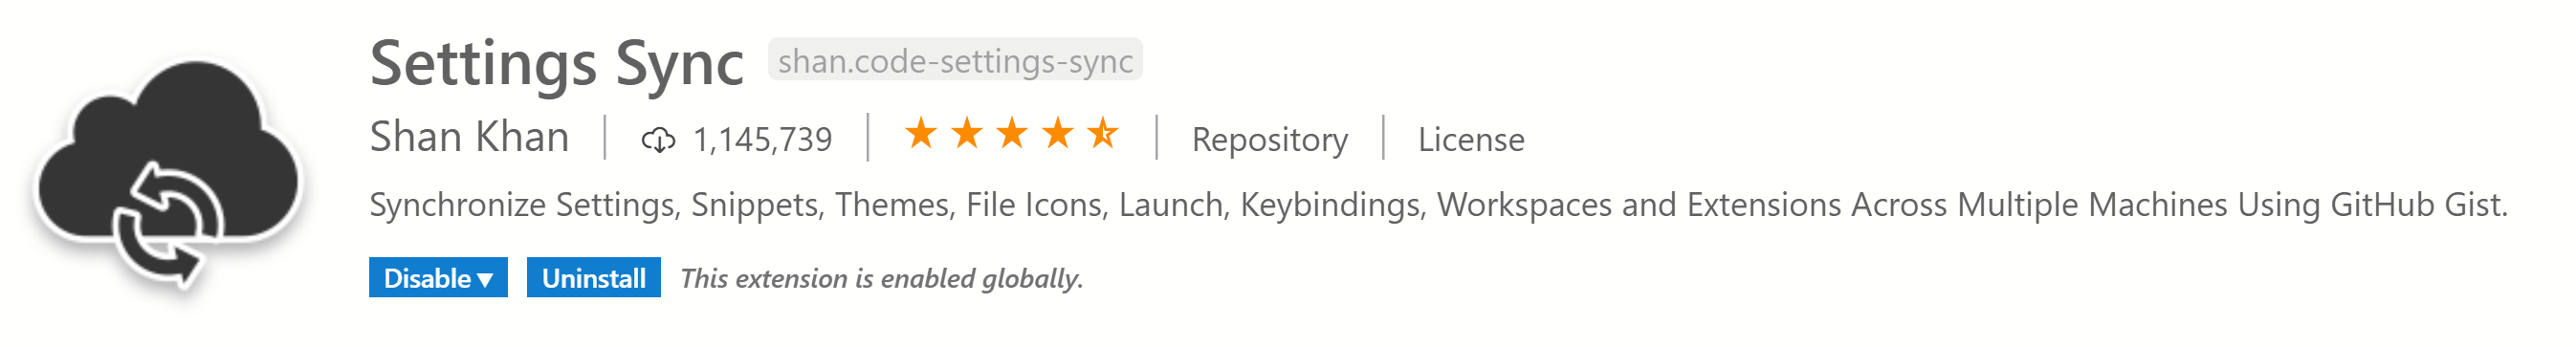 Settings Sync shan.code-settings-sync
Shan Khan 1,145,739 Repository License
Synchronize Settings, Snippets, Themes, File Icons, Launch, Keybindings, Workspaces and Extensions Across Multiple Machines Using GitHub Gist.
Disable Uninstall This extension is enabled globally.